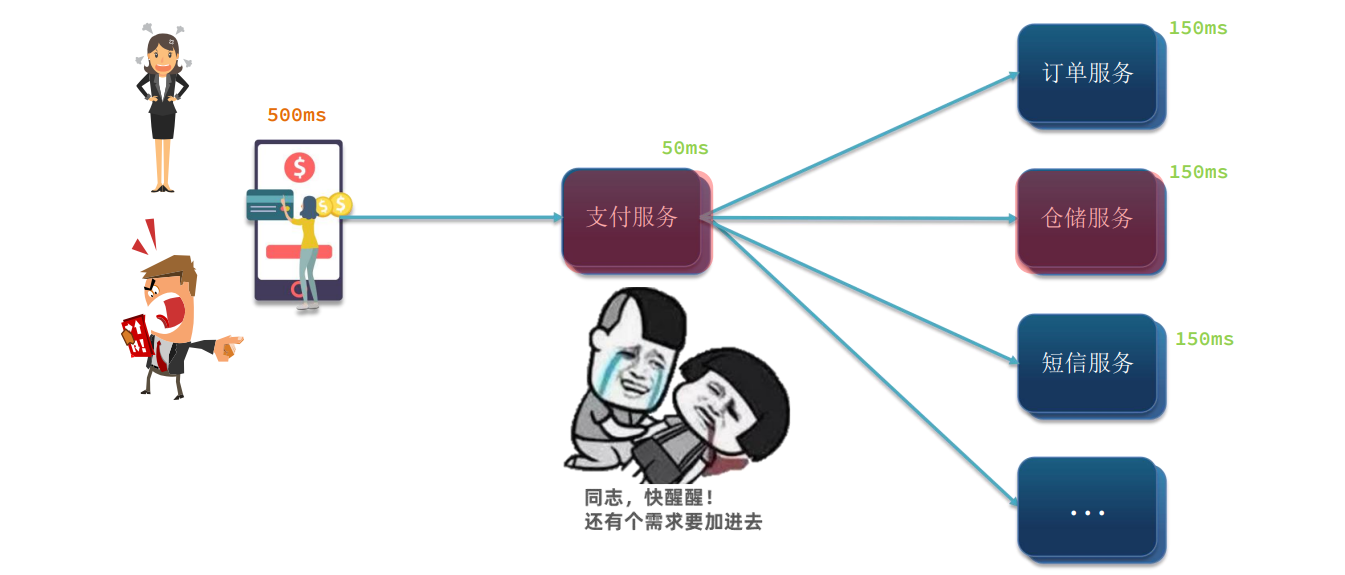 150ms
订单服务
500ms
$
50ms
150ms
支付服务
仓储服务
$ $
150ms
短信服务
同志，快醒醒！
还有个需求要加进去
...